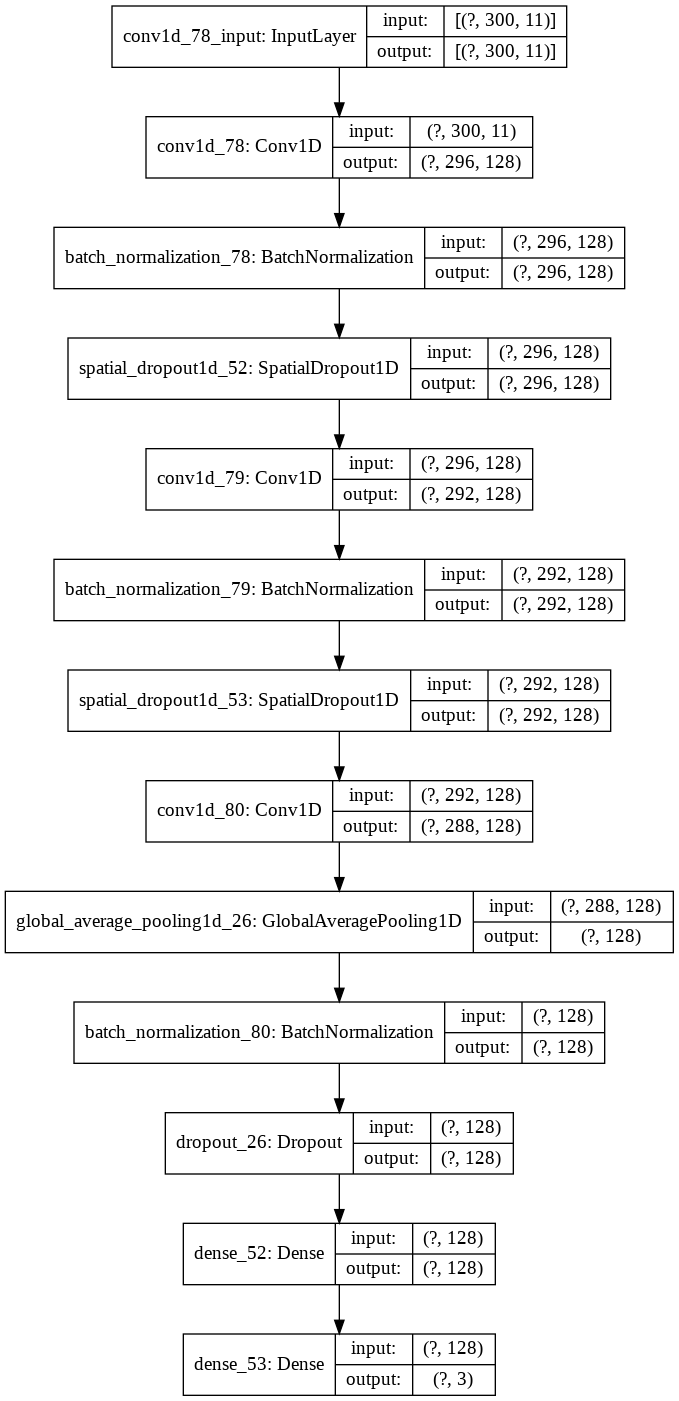 conv1d_78_input: InputLayer
input: [(?, 300, 11)]
output: [(?, 300, 11)]
conv1d_78: Conv1D
input: (?, 300, 11)
output: (?, 296, 128)
batch_normalization_78: BatchNormalization
input: (?, 296, 128)
output: (?, 296, 128)
spatial_dropout1d_52: SpatialDropout1D
input: (?, 296, 128)
output: (?, 296, 128)
conv1d_79: Conv1D
input: (?, 296, 128)
output: (?, 292, 128)
batch_normalization_79: BatchNormalization
input: (?, 292, 128)
output: (?, 292, 128)
spatial_dropout1d_53: SpatialDropout1D
input: (?, 292, 128)
output: (?, 292, 128)
conv1d_80: Conv1D
input: (?, 292, 128)
output: (?, 288, 128)
global_average_pooling1d_26: GlobalAveragePooling1D
input: (?, 288, 128)
output: (?, 128)
batch_normalization_80: BatchNormalization
input: (?, 128)
output: (?, 128)
dropout_26: Dropout
input: (?, 128)
output: (?, 128)
dense_52: Dense
input: (?, 128)
output: (?, 128)
dense_53: Dense
input: (?, 128)
output: (?, 3)